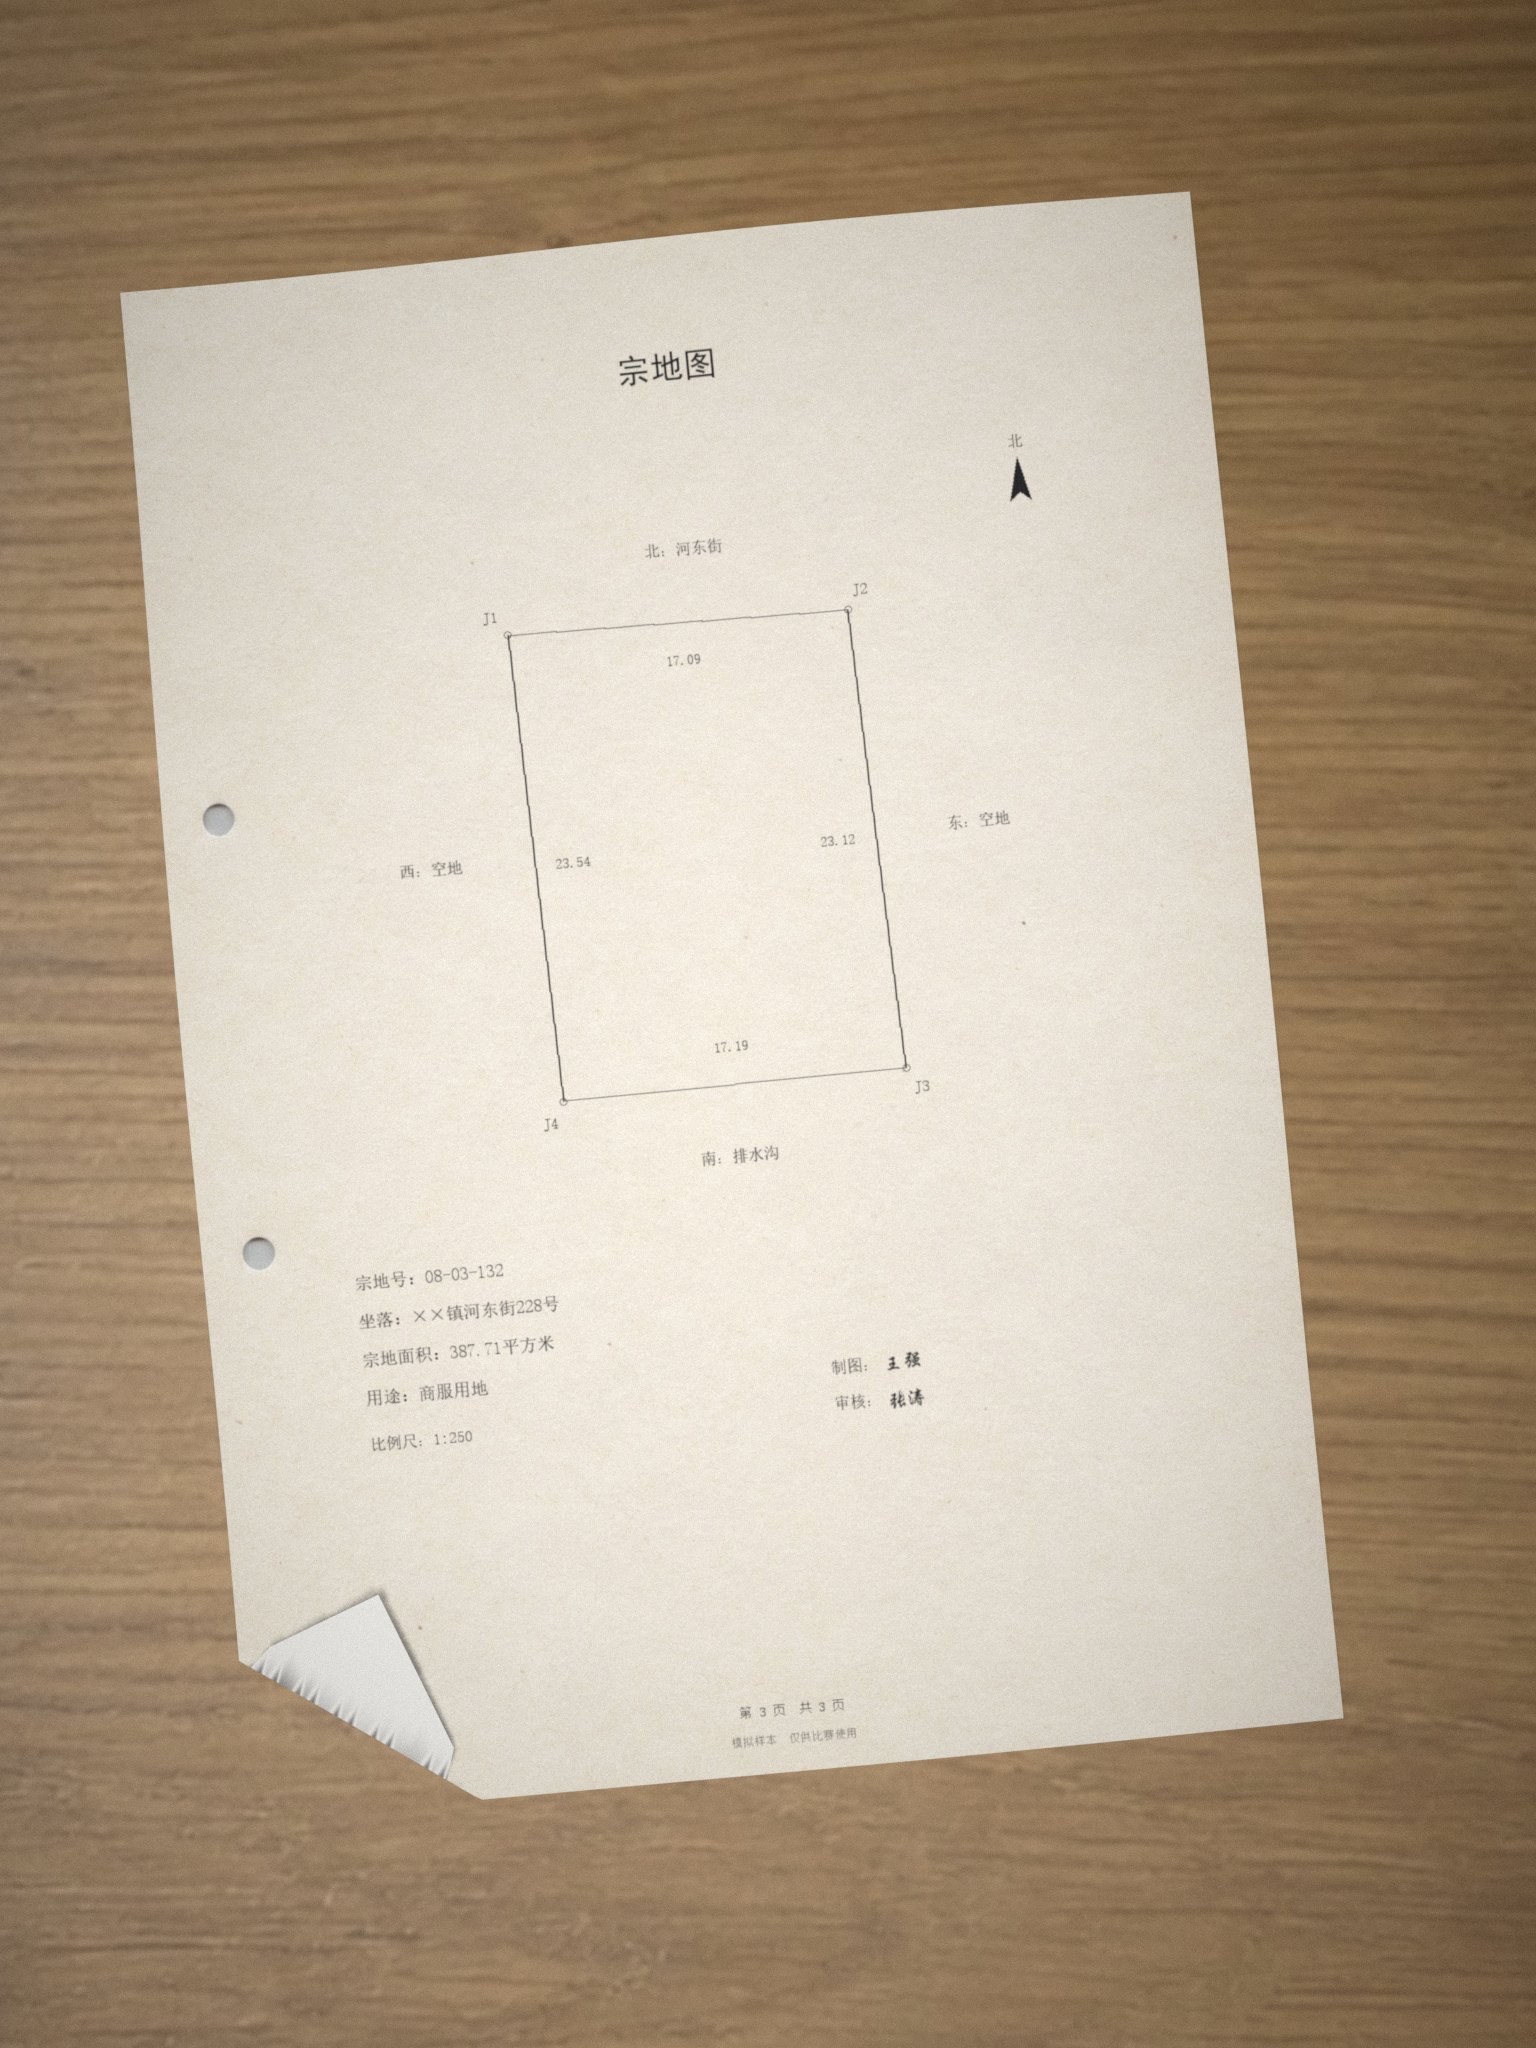 宗地图
北
北：河东街
J1
J2
17.09
23.54
23.12
西：空地
东：空地
17.19
J4
J3
南：排水沟
宗地号：08-03-132
坐落：××镇河东街228号
宗地面积：387.71平方米
用途：商服用地
比例尺：1:250
制图：王强
审核：张涛
第 3 页 共 3 页
模拟样本 仅供比赛使用